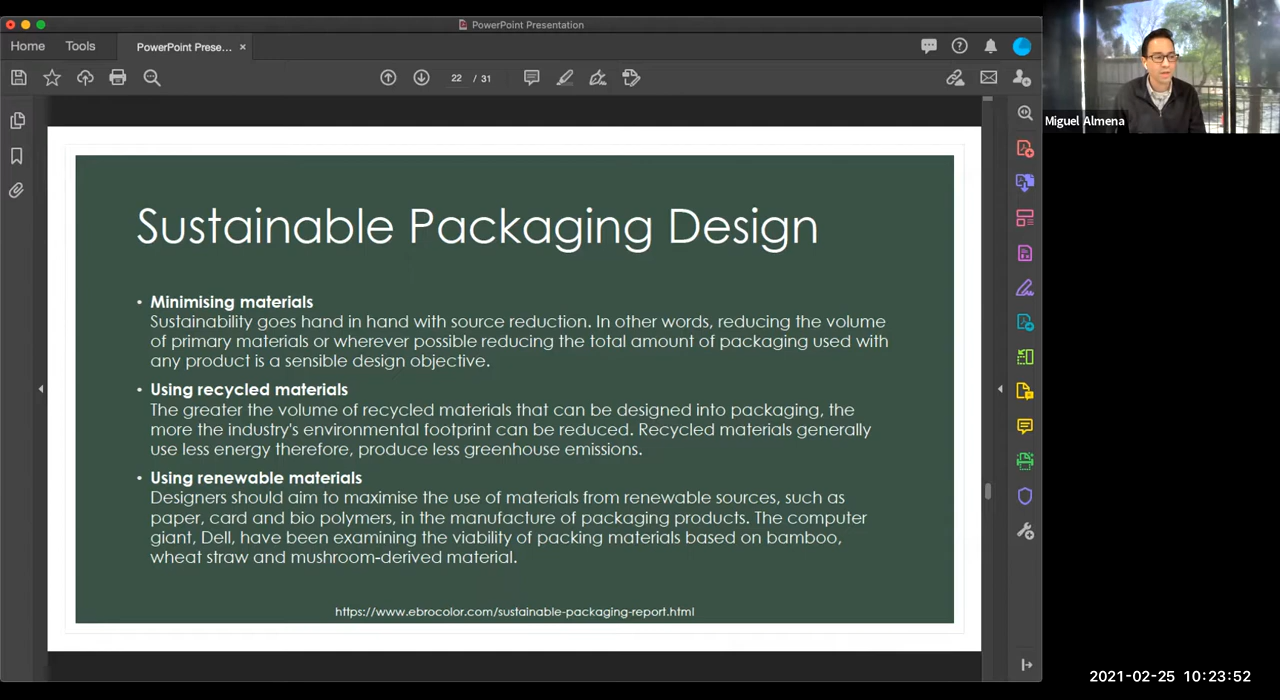 PowerPoint Presentation
Home
Tools
PowerPoint Prese... ×
22 / 31
Miguel Almena
Sustainable Packaging Design
• Minimising materials
Sustainability goes hand in hand with source reduction. In other words, reducing the volume
of primary materials or wherever possible reducing the total amount of packaging used with
any product is a sensible design objective.
• Using recycled materials
The greater the volume of recycled materials that can be designed into packaging, the
more the industry's environmental footprint can be reduced. Recycled materials generally
use less energy therefore, produce less greenhouse emissions.
• Using renewable materials
Designers should aim to maximise the use of materials from renewable sources, such as
paper, card and bio polymers, in the manufacture of packaging products. The computer
giant, Dell, have been examining the viability of packing materials based on bamboo,
wheat straw and mushroom-derived material.
https://www.ebrocolor.com/sustainable-packaging-report.html
2021-02-25 10:23:52